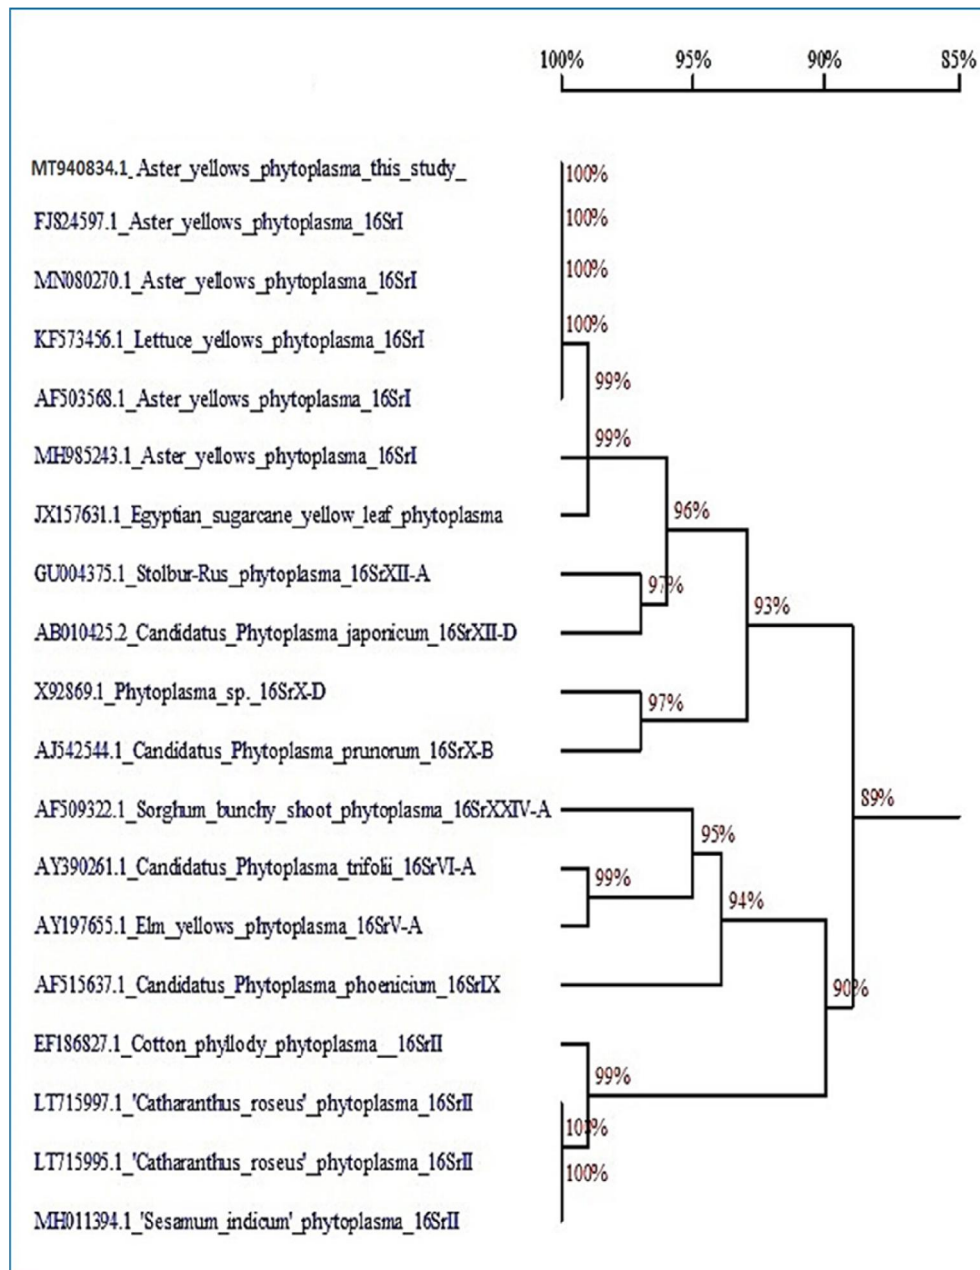 100% 95% 90% 85%
MT940834.1_Aster_yellows_phytoplasma_this_study_
100%
FJ824597.1_Aster_yellows_phytoplasma_16SrI
100%
MN080270.1_Aster_yellows_phytoplasma_16SrI
100%
KF573456.1_Lettuce_yellows_phytoplasma_16SrI
100%
99%
AF503568.1_Aster_yellows_phytoplasma_16SrI
99%
MH985243.1_Aster_yellows_phytoplasma_16SrI
96%
JX157631.1_Egyptian_sugarcane_yellow_leaf_phytoplasma
GU004375.1_Stolbur-Rus_phytoplasma_16SrXII-A
97%
93%
AB010425.2_Candidatus_Phytoplasma_japonicum_16SrXII-D
X92869.1_Phytoplasma_sp._16SrX-D
97%
AJ542544.1_Candidatus_Phytoplasma_prunorum_16SrX-B
89%
AF509322.1_Sorghum_bunchy_shoot_phytoplasma_16SrXXIV-A
95%
AY390261.1_Candidatus_Phytoplasma_trifolii_16SrVI-A
99%
94%
AY197655.1_Elm_yellows_phytoplasma_16SrV-A
AF515637.1_Candidatus_Phytoplasma_phoenicium_16SrIX
90%
EF186827.1_Cotton_phyllody_phytoplasma__16SrII
99%
LT715997.1_'Catharanthus_roseus'_phytoplasma_16SrII
LT715995.1_'Catharanthus_roseus'_phytoplasma_16SrII
100%
MH011394.1_'Sesamum_indicum'_phytoplasma_16SrII